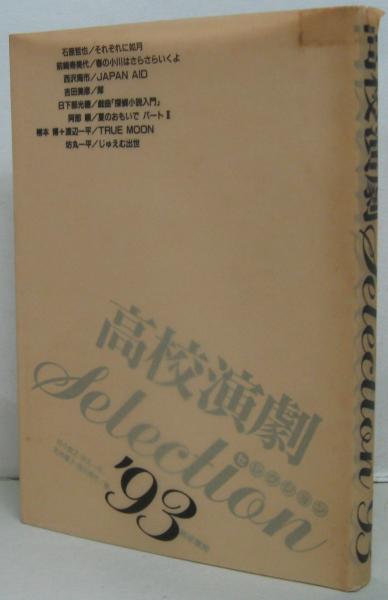 石原哲也/それぞれに如月
前嶋寿美代/春の小川はさらさらいくよ
西沢周市/JAPAN AID
吉田美彦/扉
日下部光雄/戯曲「探偵小説入門」
阿部 順/夏のおもいで パートⅡ
榊本 博+渡辺一平/TRUE MOON
坊丸一平/じゅえむ出世
高校演劇
Selection
セレクション
'93
高校演劇Selection'93